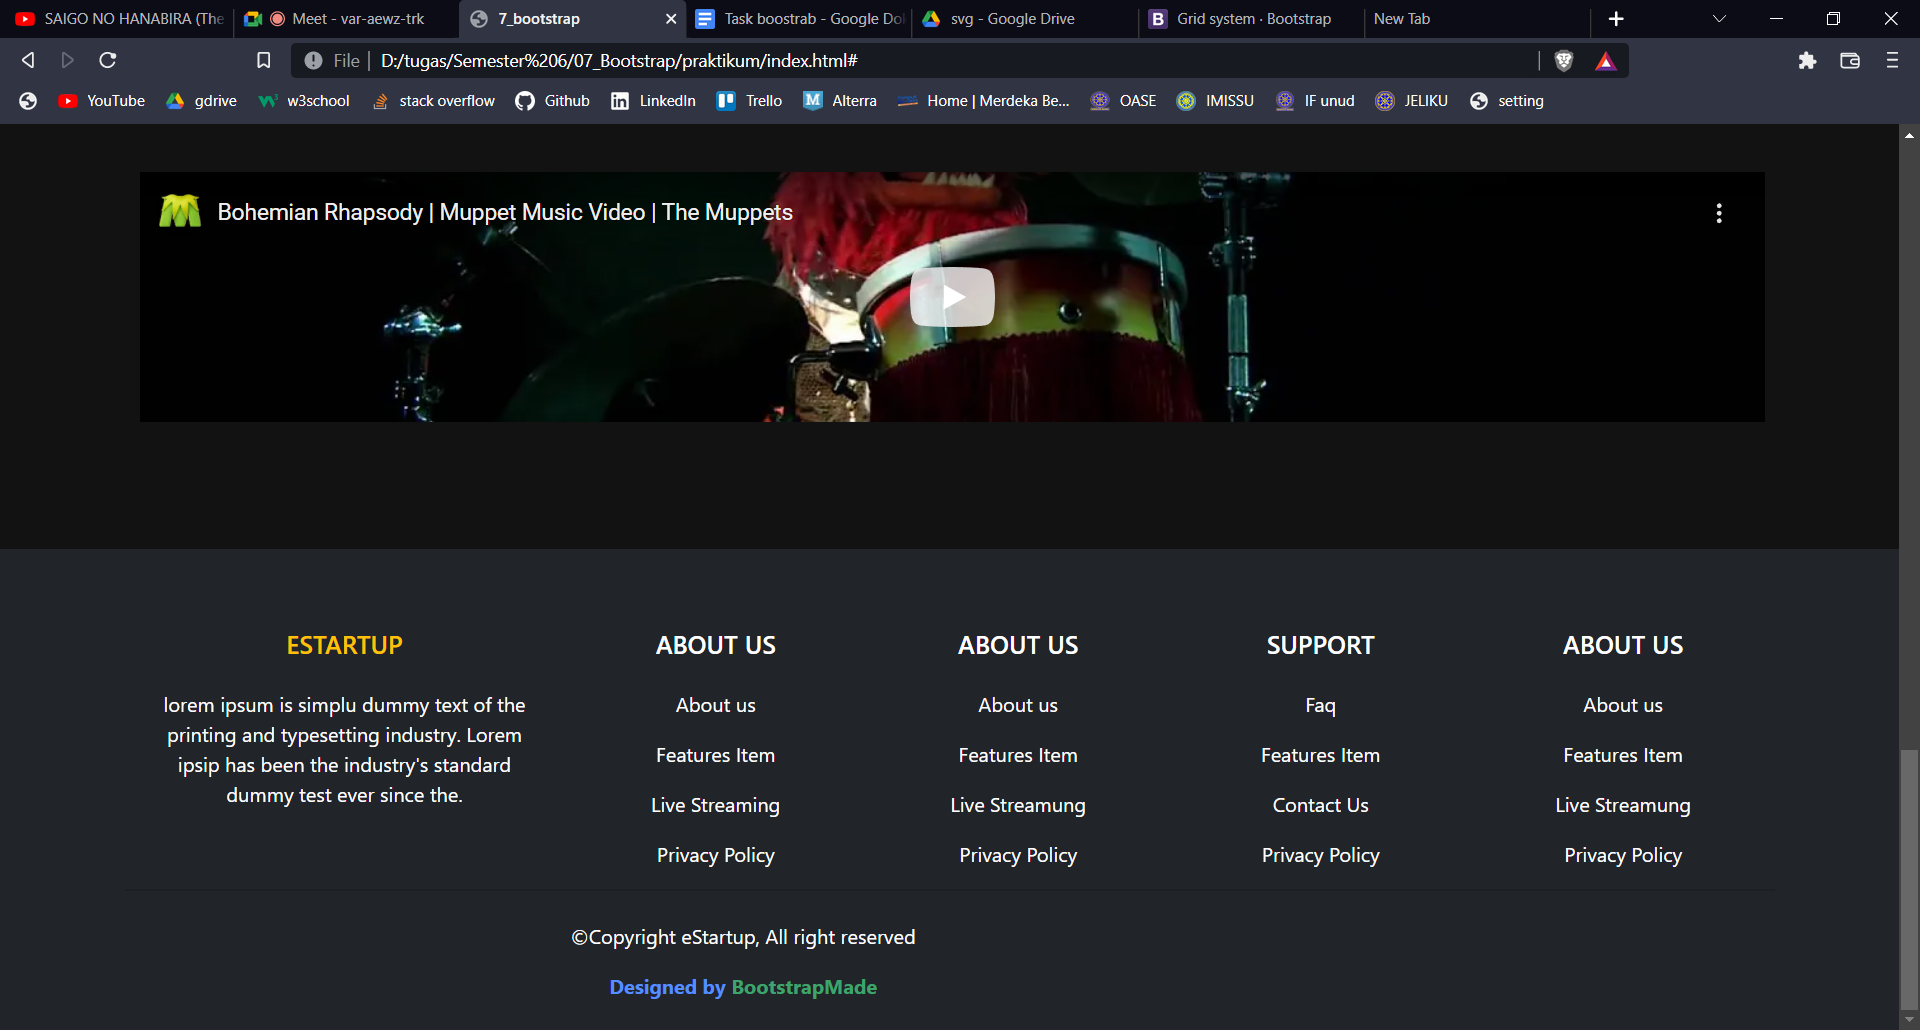 SAIGO NO HANABIRA (The
Meet - var-aewz-trk
7_bootstrap
Task boostrab - Google Do
svg - Google Drive
B Grid system · Bootstrap
New Tab
File | D:/tugas/Semester%206/07_Bootstrap/praktikum/index.html#
YouTube
gdrive
w3school
stack overflow
Github
LinkedIn
Trello
Alterra
Home | Merdeka Be...
OASE
IMISSU
IF unud
JELIKU
setting
Bohemian Rhapsody | Muppet Music Video | The Muppets
ESTARTUP
lorem ipsum is simplu dummy text of the
printing and typesetting industry. Lorem
ipsip has been the industry's standard
dummy test ever since the.
ABOUT US
About us
Features Item
Live Streaming
Privacy Policy
ABOUT US
About us
Features Item
Live Streamung
Privacy Policy
SUPPORT
Faq
Features Item
Contact Us
Privacy Policy
ABOUT US
About us
Features Item
Live Streamung
Privacy Policy
©Copyright eStartup, All right reserved
Designed by BootstrapMade